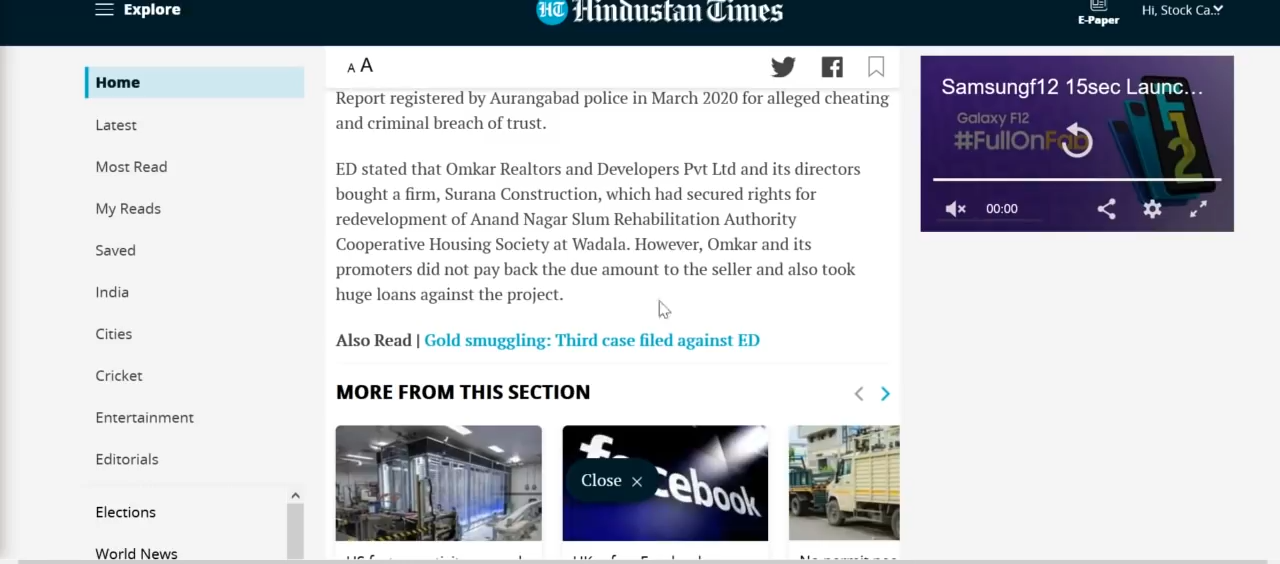 Explore
HT Hindustan Times
E-Paper
Hi, Stock Ca...
Home
Latest
Most Read
My Reads
Saved
India
Cities
Cricket
Entertainment
Editorials
Elections
World News
A A
Report registered by Aurangabad police in March 2020 for alleged cheating
and criminal breach of trust.
ED stated that Omkar Realtors and Developers Pvt Ltd and its directors
bought a firm, Surana Construction, which had secured rights for
redevelopment of Anand Nagar Slum Rehabilitation Authority
Cooperative Housing Society at Wadala. However, Omkar and its
promoters did not pay back the due amount to the seller and also took
huge loans against the project.
Also Read | Gold smuggling: Third case filed against ED
MORE FROM THIS SECTION
facebook
Close ×
Samsungf12 15sec Launc...
Galaxy F12
#FullOnFab
F12
00:00